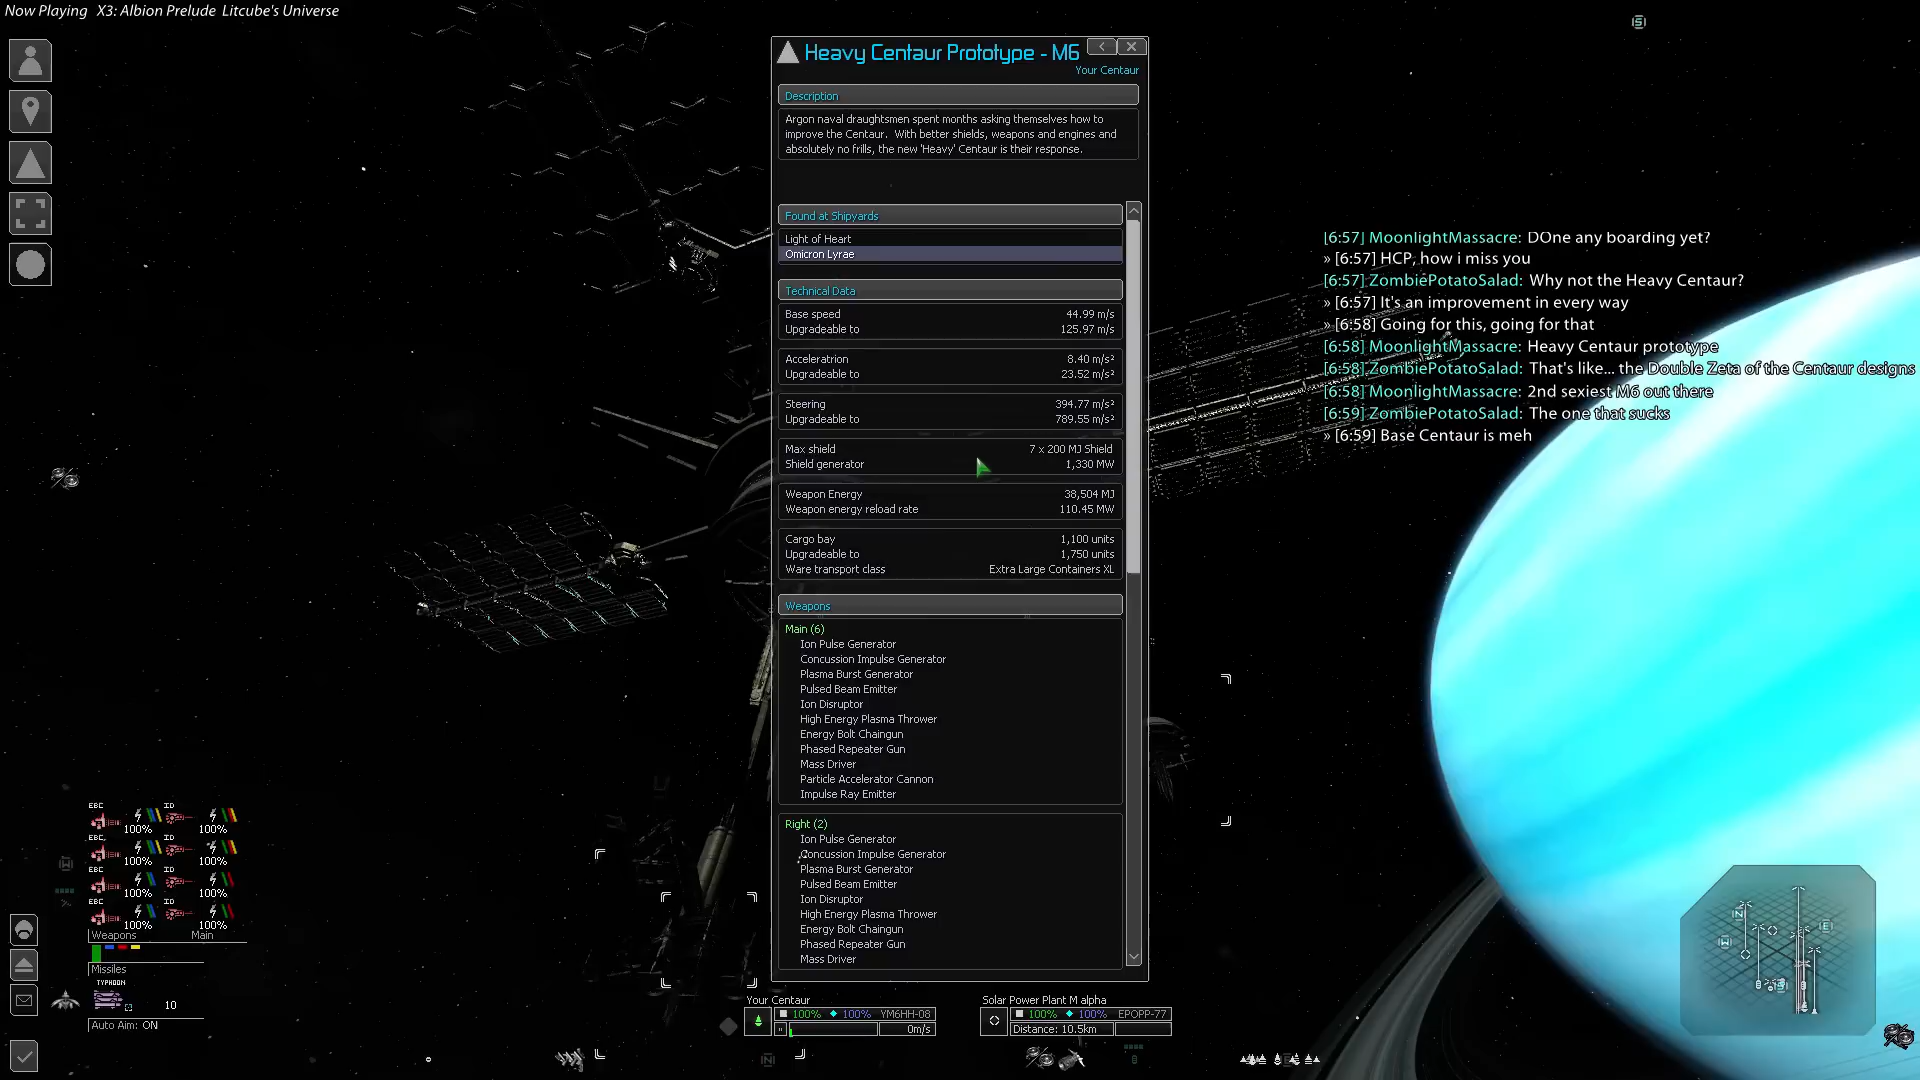 Now Playing X3: Albion Prelude Litcube's Universe
Heavy Centaur Prototype - M6
Your Centaur
Description
Argon naval draughtsmen spent months asking themselves how to
improve the Centaur. With better shields, weapons and engines and
absolutely no frills, the new 'Heavy' Centaur is their response.
Found at Shipyards
Light of Heart
Omicron Lyrae
Technical Data
Base speed 44.99 m/s
Upgradeable to 125.97 m/s
Acceleratrion 8.40 m/s²
Upgradeable to 23.52 m/s²
Steering 394.77 m/s²
Upgradeable to 789.55 m/s²
Max shield 7 x 200 MJ Shield
Shield generator 1,330 MW
Weapon Energy 38,504 MJ
Weapon energy reload rate 110.45 MW
Cargo bay 1,100 units
Upgradeable to 1,750 units
Ware transport class Extra Large Containers XL
Weapons
Main (6)
Ion Pulse Generator
Concussion Impulse Generator
Plasma Burst Generator
Pulsed Beam Emitter
Ion Disruptor
High Energy Plasma Thrower
Energy Bolt Chaingun
Phased Repeater Gun
Mass Driver
Particle Accelerator Cannon
Impulse Ray Emitter
Right (2)
Ion Pulse Generator
Concussion Impulse Generator
Plasma Burst Generator
Pulsed Beam Emitter
Ion Disruptor
High Energy Plasma Thrower
Energy Bolt Chaingun
Phased Repeater Gun
Mass Driver
[6:57] MoonlightMassacre: DOne any boarding yet?
» [6:57] HCP, how i miss you
[6:57] ZombiePotatoSalad: Why not the Heavy Centaur?
» [6:57] It's an improvement in every way
» [6:58] Going for this, going for that
[6:58] MoonlightMassacre: Heavy Centaur prototype
[6:58] ZombiePotatoSalad: That's like... the Double Zeta of the Centaur designs
[6:58] MoonlightMassacre: 2nd sexiest M6 out there
[6:59] ZombiePotatoSalad: The one that sucks
» [6:59] Base Centaur is meh
EBC 100% ID 100%
EBC 100% 100%
EBC 100% 100%
EBC 100% 100%
Weapons Main
Missiles
TYPHOON
10
Auto Aim: ON
Your Centaur
100% 100% YM6HH-08
0m/s
Solar Power Plant M alpha
100% 100% EPOPP-77
Distance: 10.5km
S
N
E
W